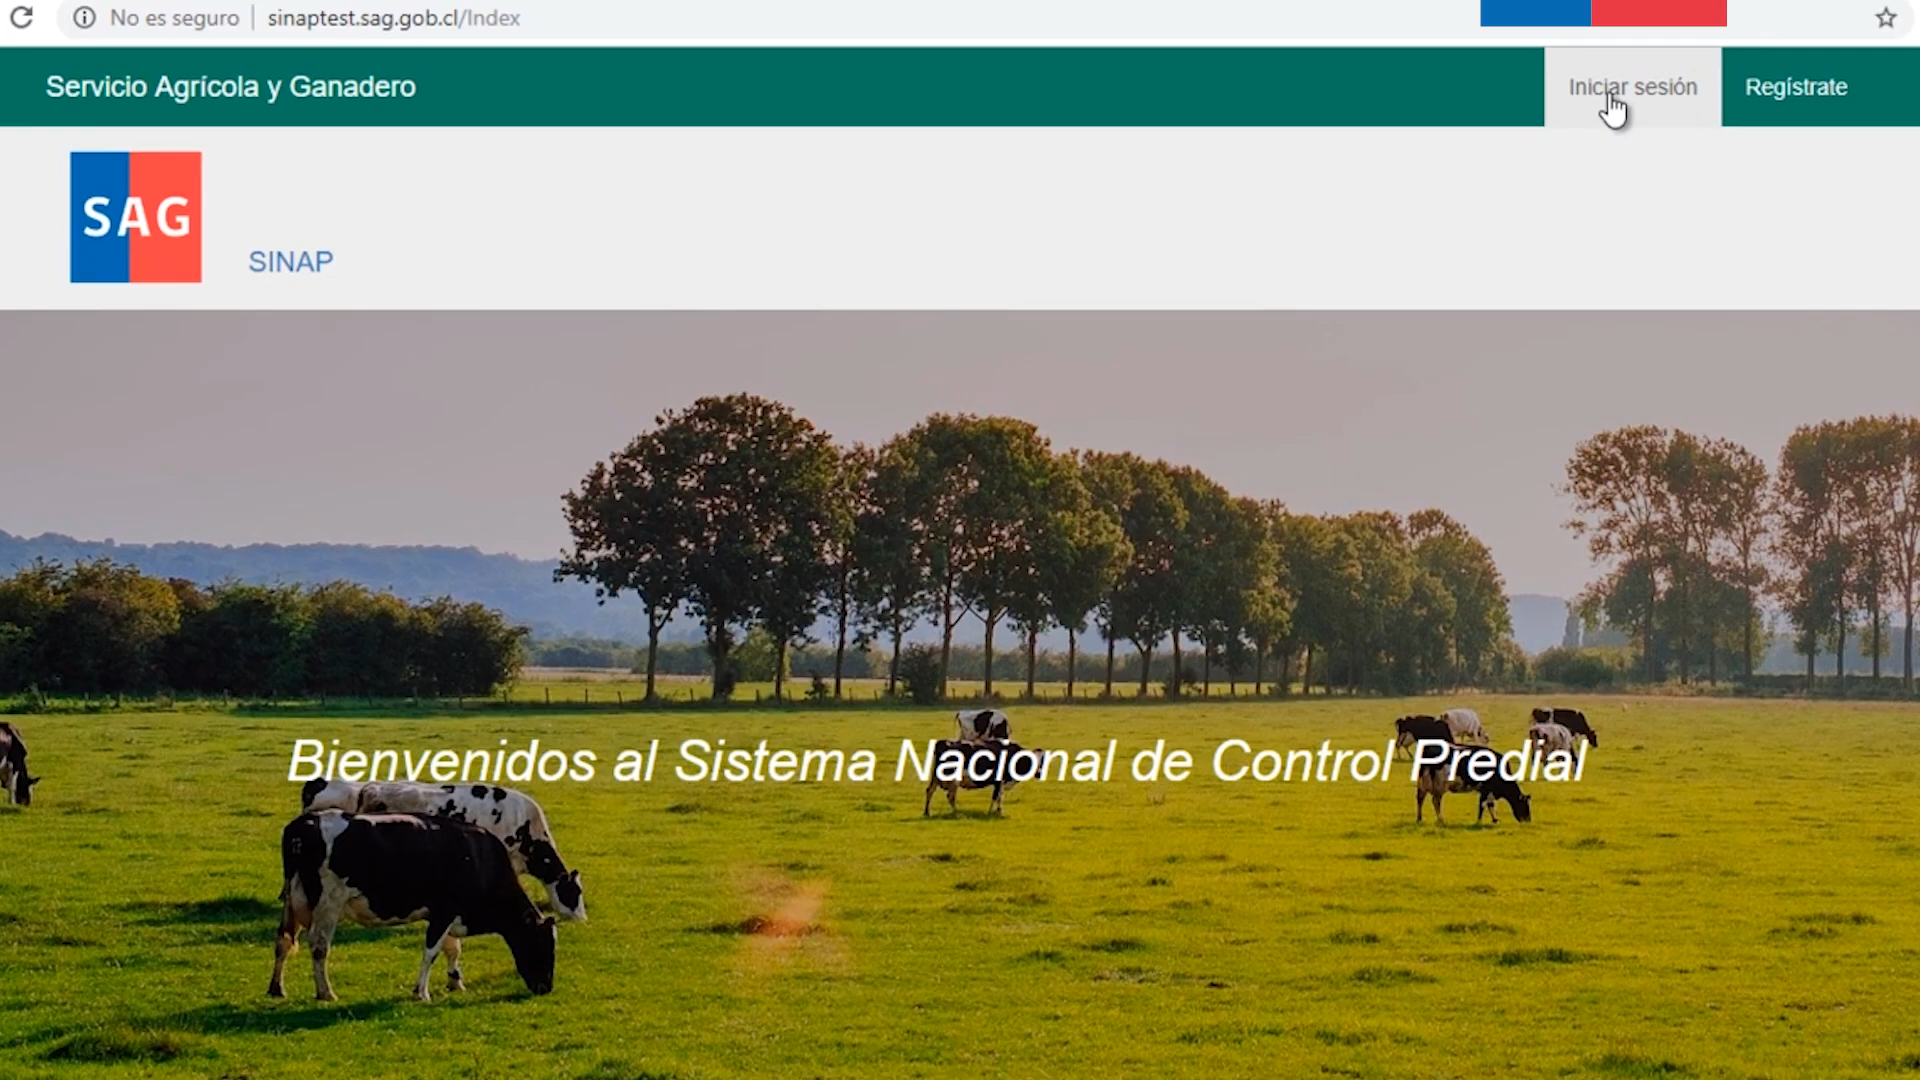 No es seguro | sinaptest.sag.gob.cl/Index
Servicio Agrícola y Ganadero
Iniciar sesión
Regístrate
SAG
SINAP
Bienvenidos al Sistema Nacional de Control Predial